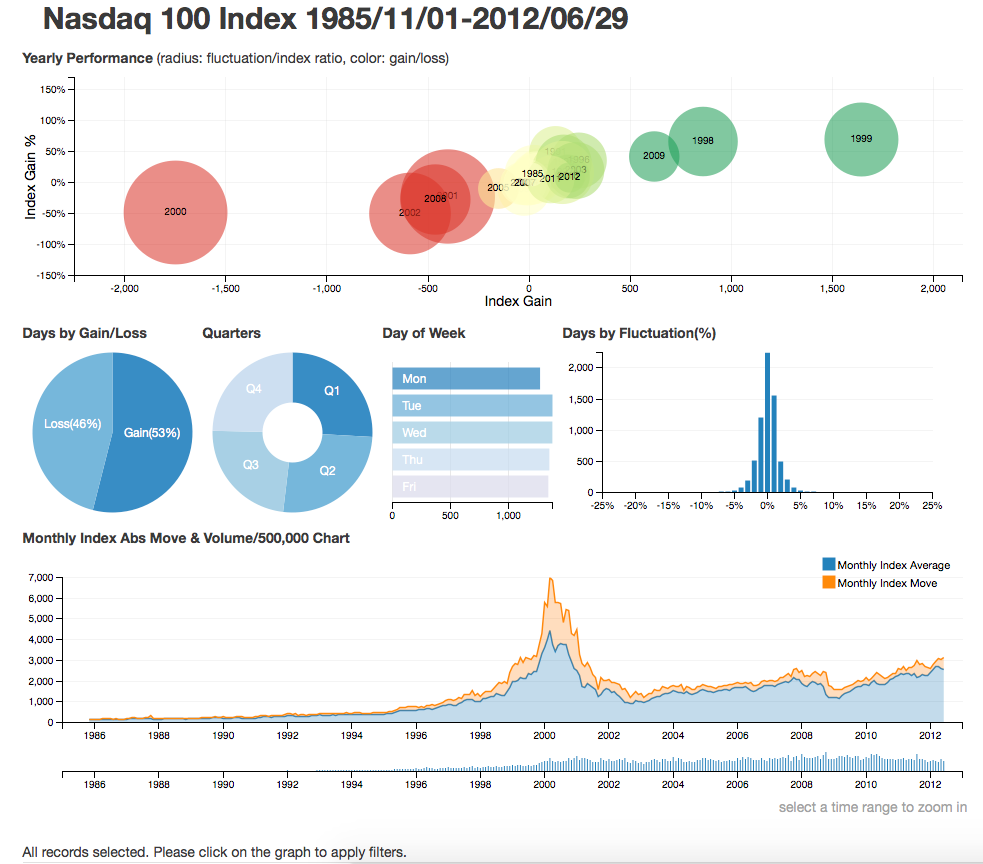 Nasdaq 100 Index 1985/11/01-2012/06/29
Yearly Performance (radius: fluctuation/index ratio, color: gain/loss)
Index Gain %
150%
100%
50%
0%
-50%
-100%
-150%
2000
2002
2008
1985
2012
2009
1998
1999
-2,000 -1,500 -1,000 -500 0 500 1,000 1,500 2,000
Index Gain
Days by Gain/Loss Quarters Day of Week Days by Fluctuation(%)
Loss(46%)
Gain(53%)
Q4
Q1
Q3
Q2
Mon
Tue
Wed
Thu
Fri
0 500 1,000
2,000
1,500
1,000
500
0
-25% -20% -15% -10% -5% 0% 5% 10% 15% 20% 25%
Monthly Index Abs Move & Volume/500,000 Chart
Monthly Index Average
Monthly Index Move
7,000
6,000
5,000
4,000
3,000
2,000
1,000
0
1986 1988 1990 1992 1994 1996 1998 2000 2002 2004 2006 2008 2010 2012
1986 1988 1990 1992 1994 1996 1998 2000 2002 2004 2006 2008 2010 2012
select a time range to zoom in
All records selected. Please click on the graph to apply filters.